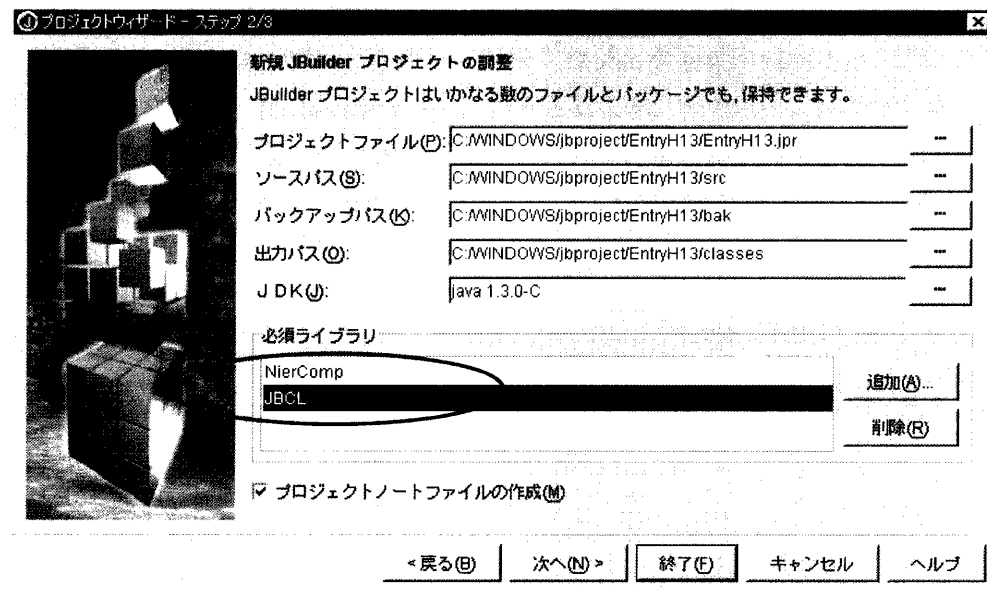 プロジェクトウィザード - ステップ 2/3
新規 JBuilder プロジェクトの調整
JBuilder プロジェクトはいかなる数のファイルとパッケージでも,保持できます。
プロジェクトファイル(P): C:/WINDOWS/jbproject/EntryH13/EntryH13.jpr ...
ソースパス(S): C:/WINDOWS/jbproject/EntryH13/src ...
バックアップパス(K): C:/WINDOWS/jbproject/EntryH13/bak ...
出力パス(O): C:/WINDOWS/jbproject/EntryH13/classes ...
JDK(J): java 1.3.0-C ...
必須ライブラリ
NierComp
JBCL
追加(A)...
削除(R)
プロジェクトノートファイルの作成(M)
<戻る(B) 次へ(N)> 終了(F) キャンセル ヘルプ